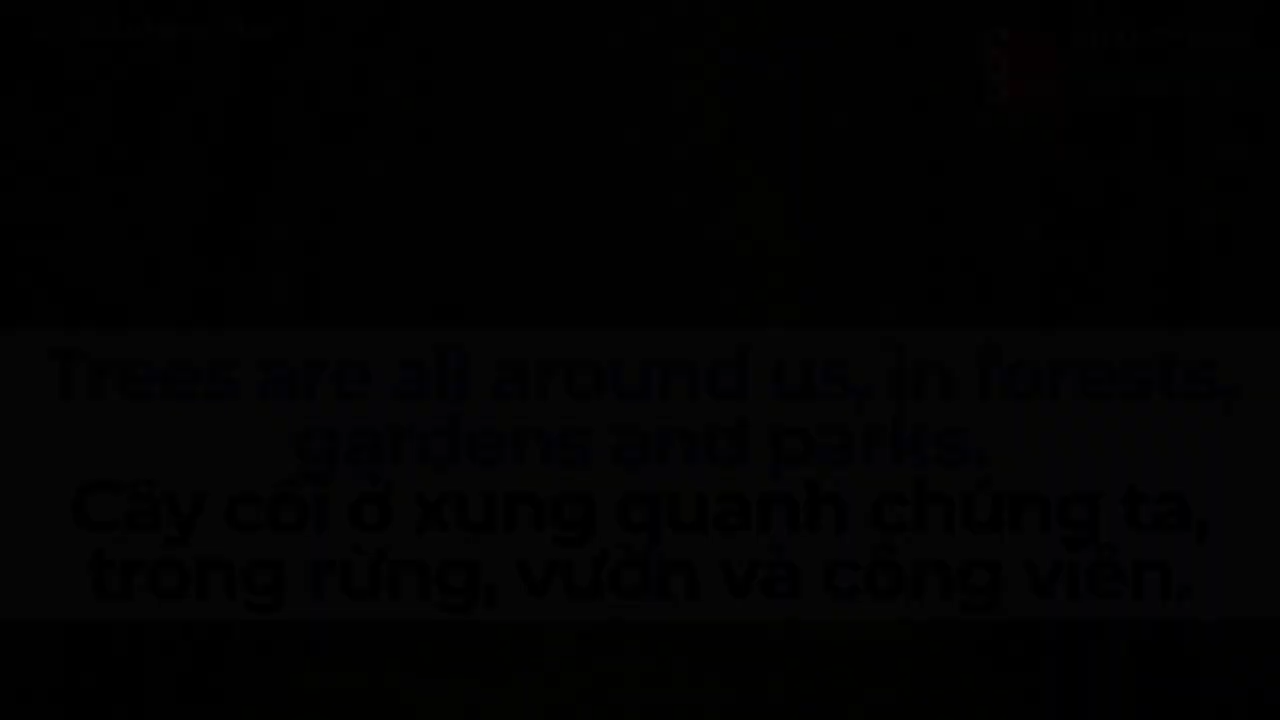 Trees are all around us, in forests,
gardens and parks.
Cây cối ở xung quanh chúng ta,
trong rừng, vườn và công viên.